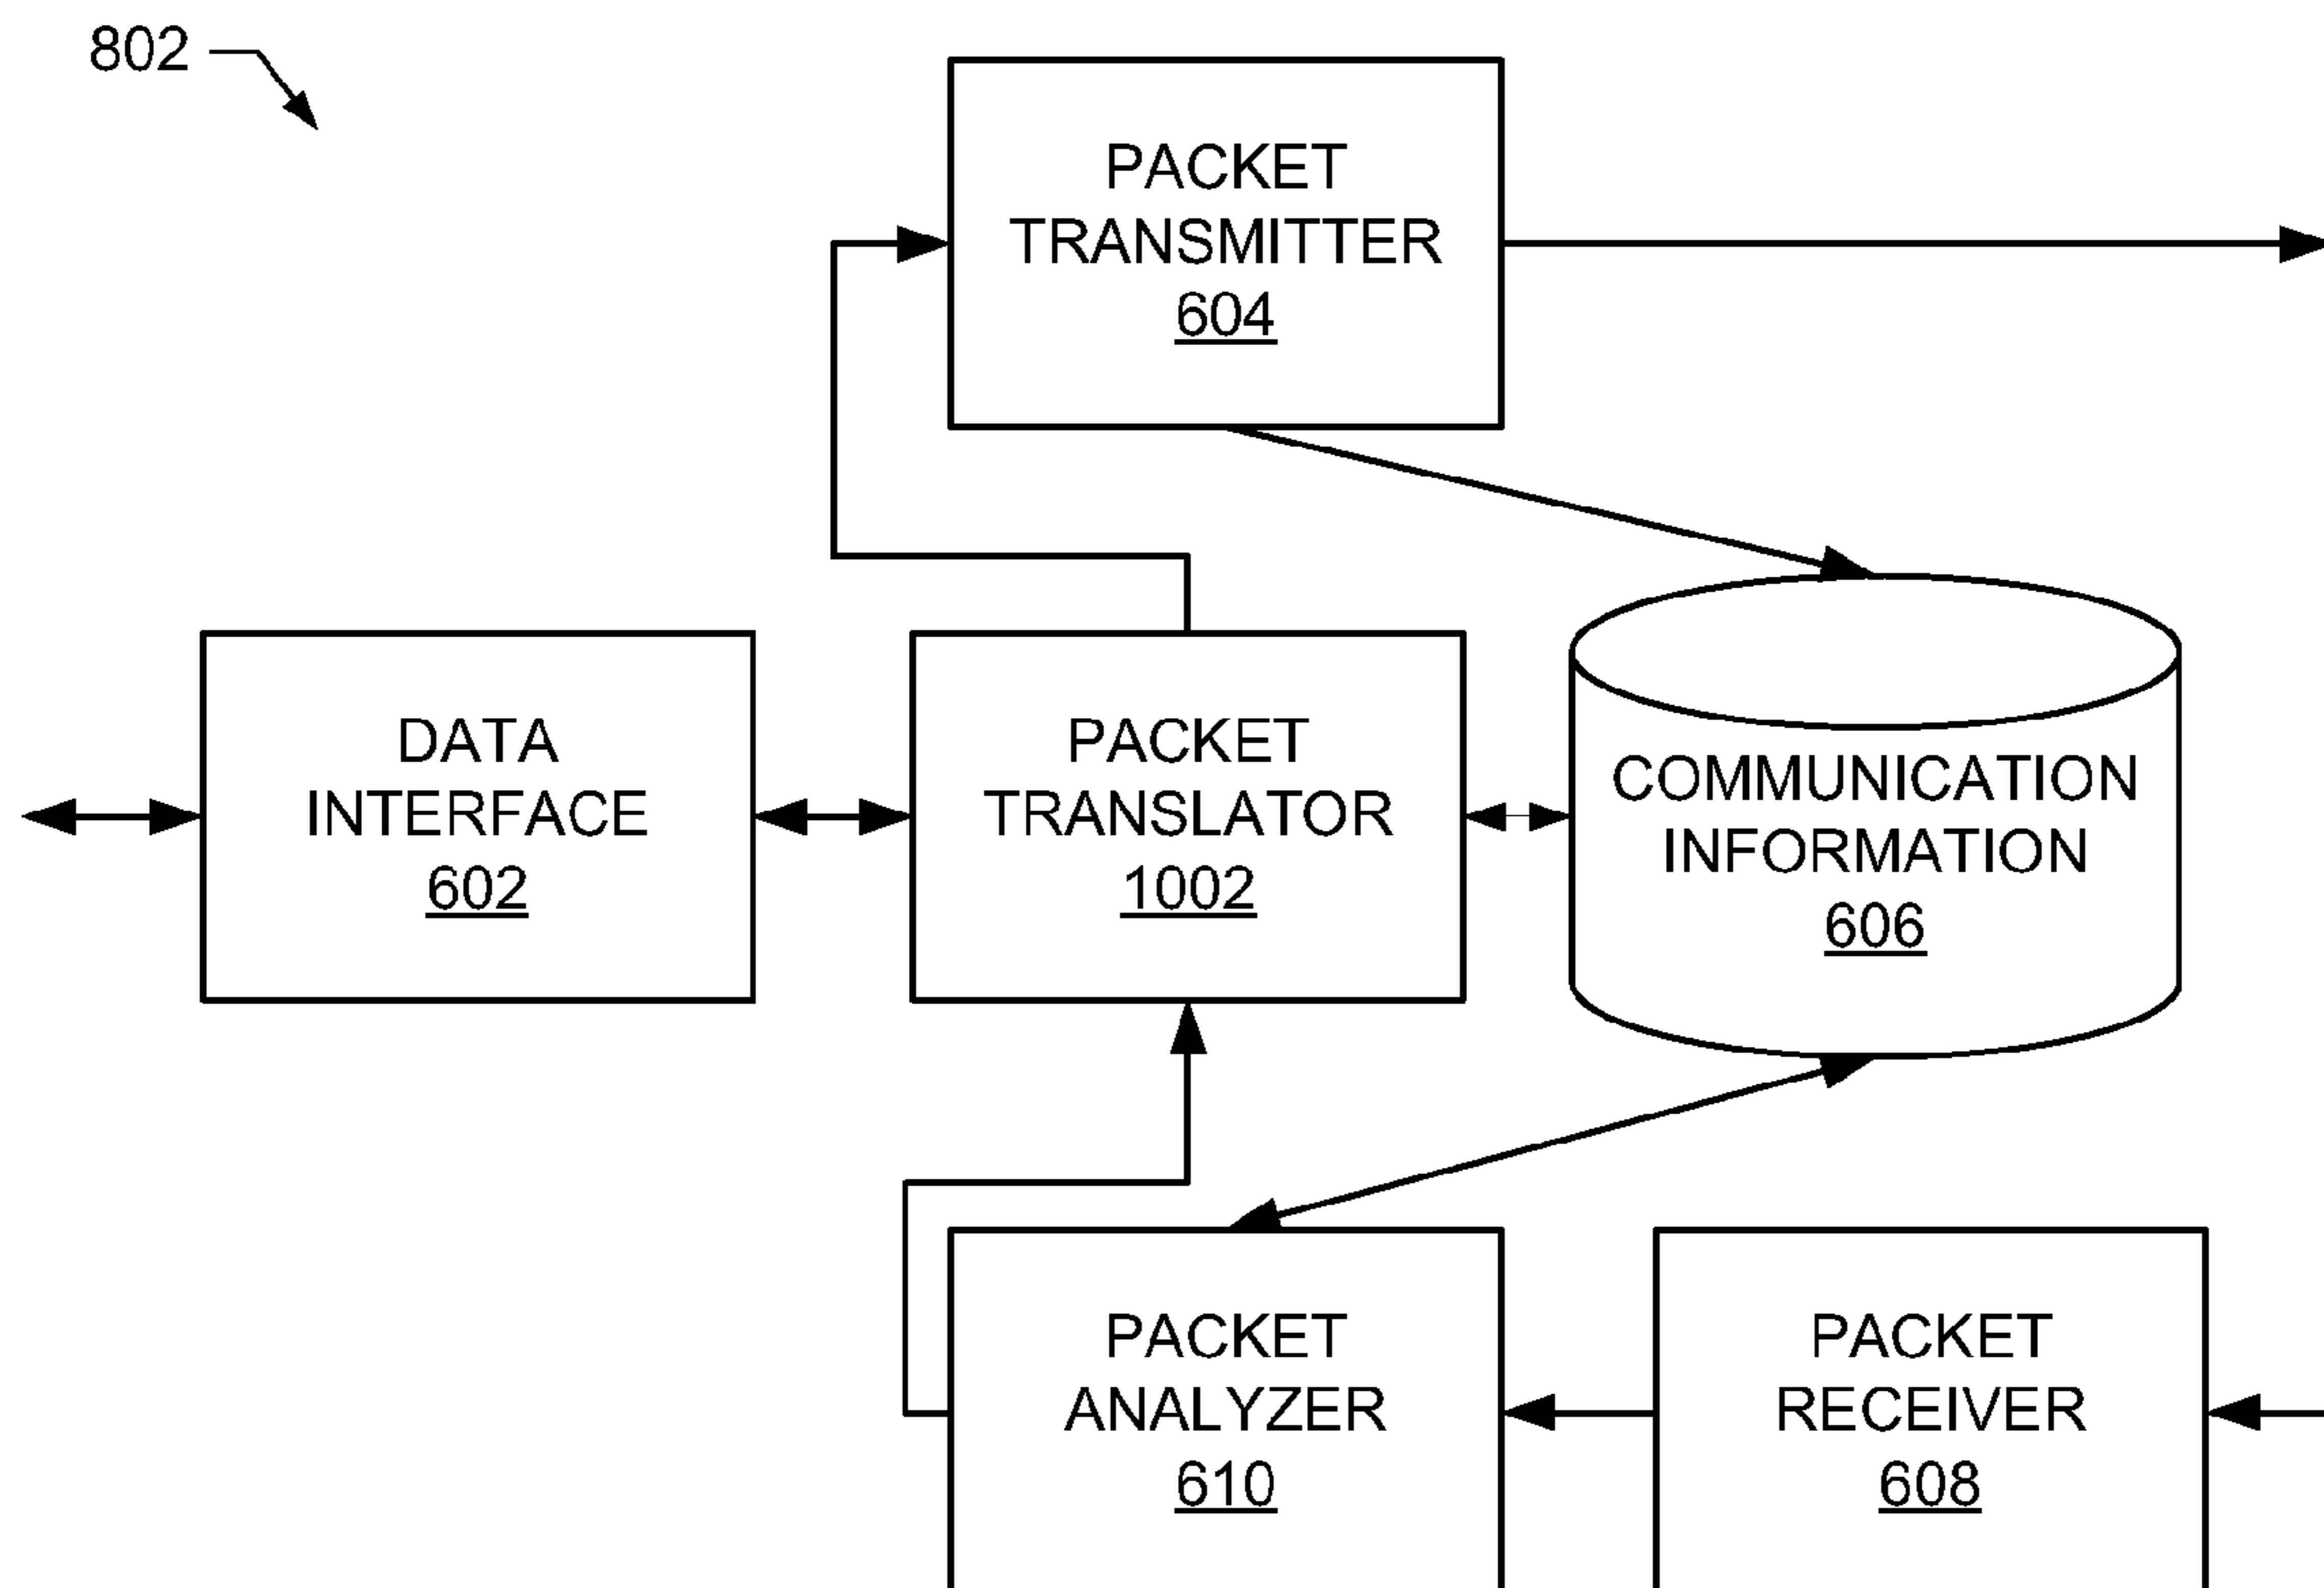 802
PACKET
TRANSMITTER
604
DATA
INTERFACE
602
PACKET
TRANSLATOR
1002
COMMUNICATION
INFORMATION
606
PACKET
ANALYZER
610
PACKET
RECEIVER
608